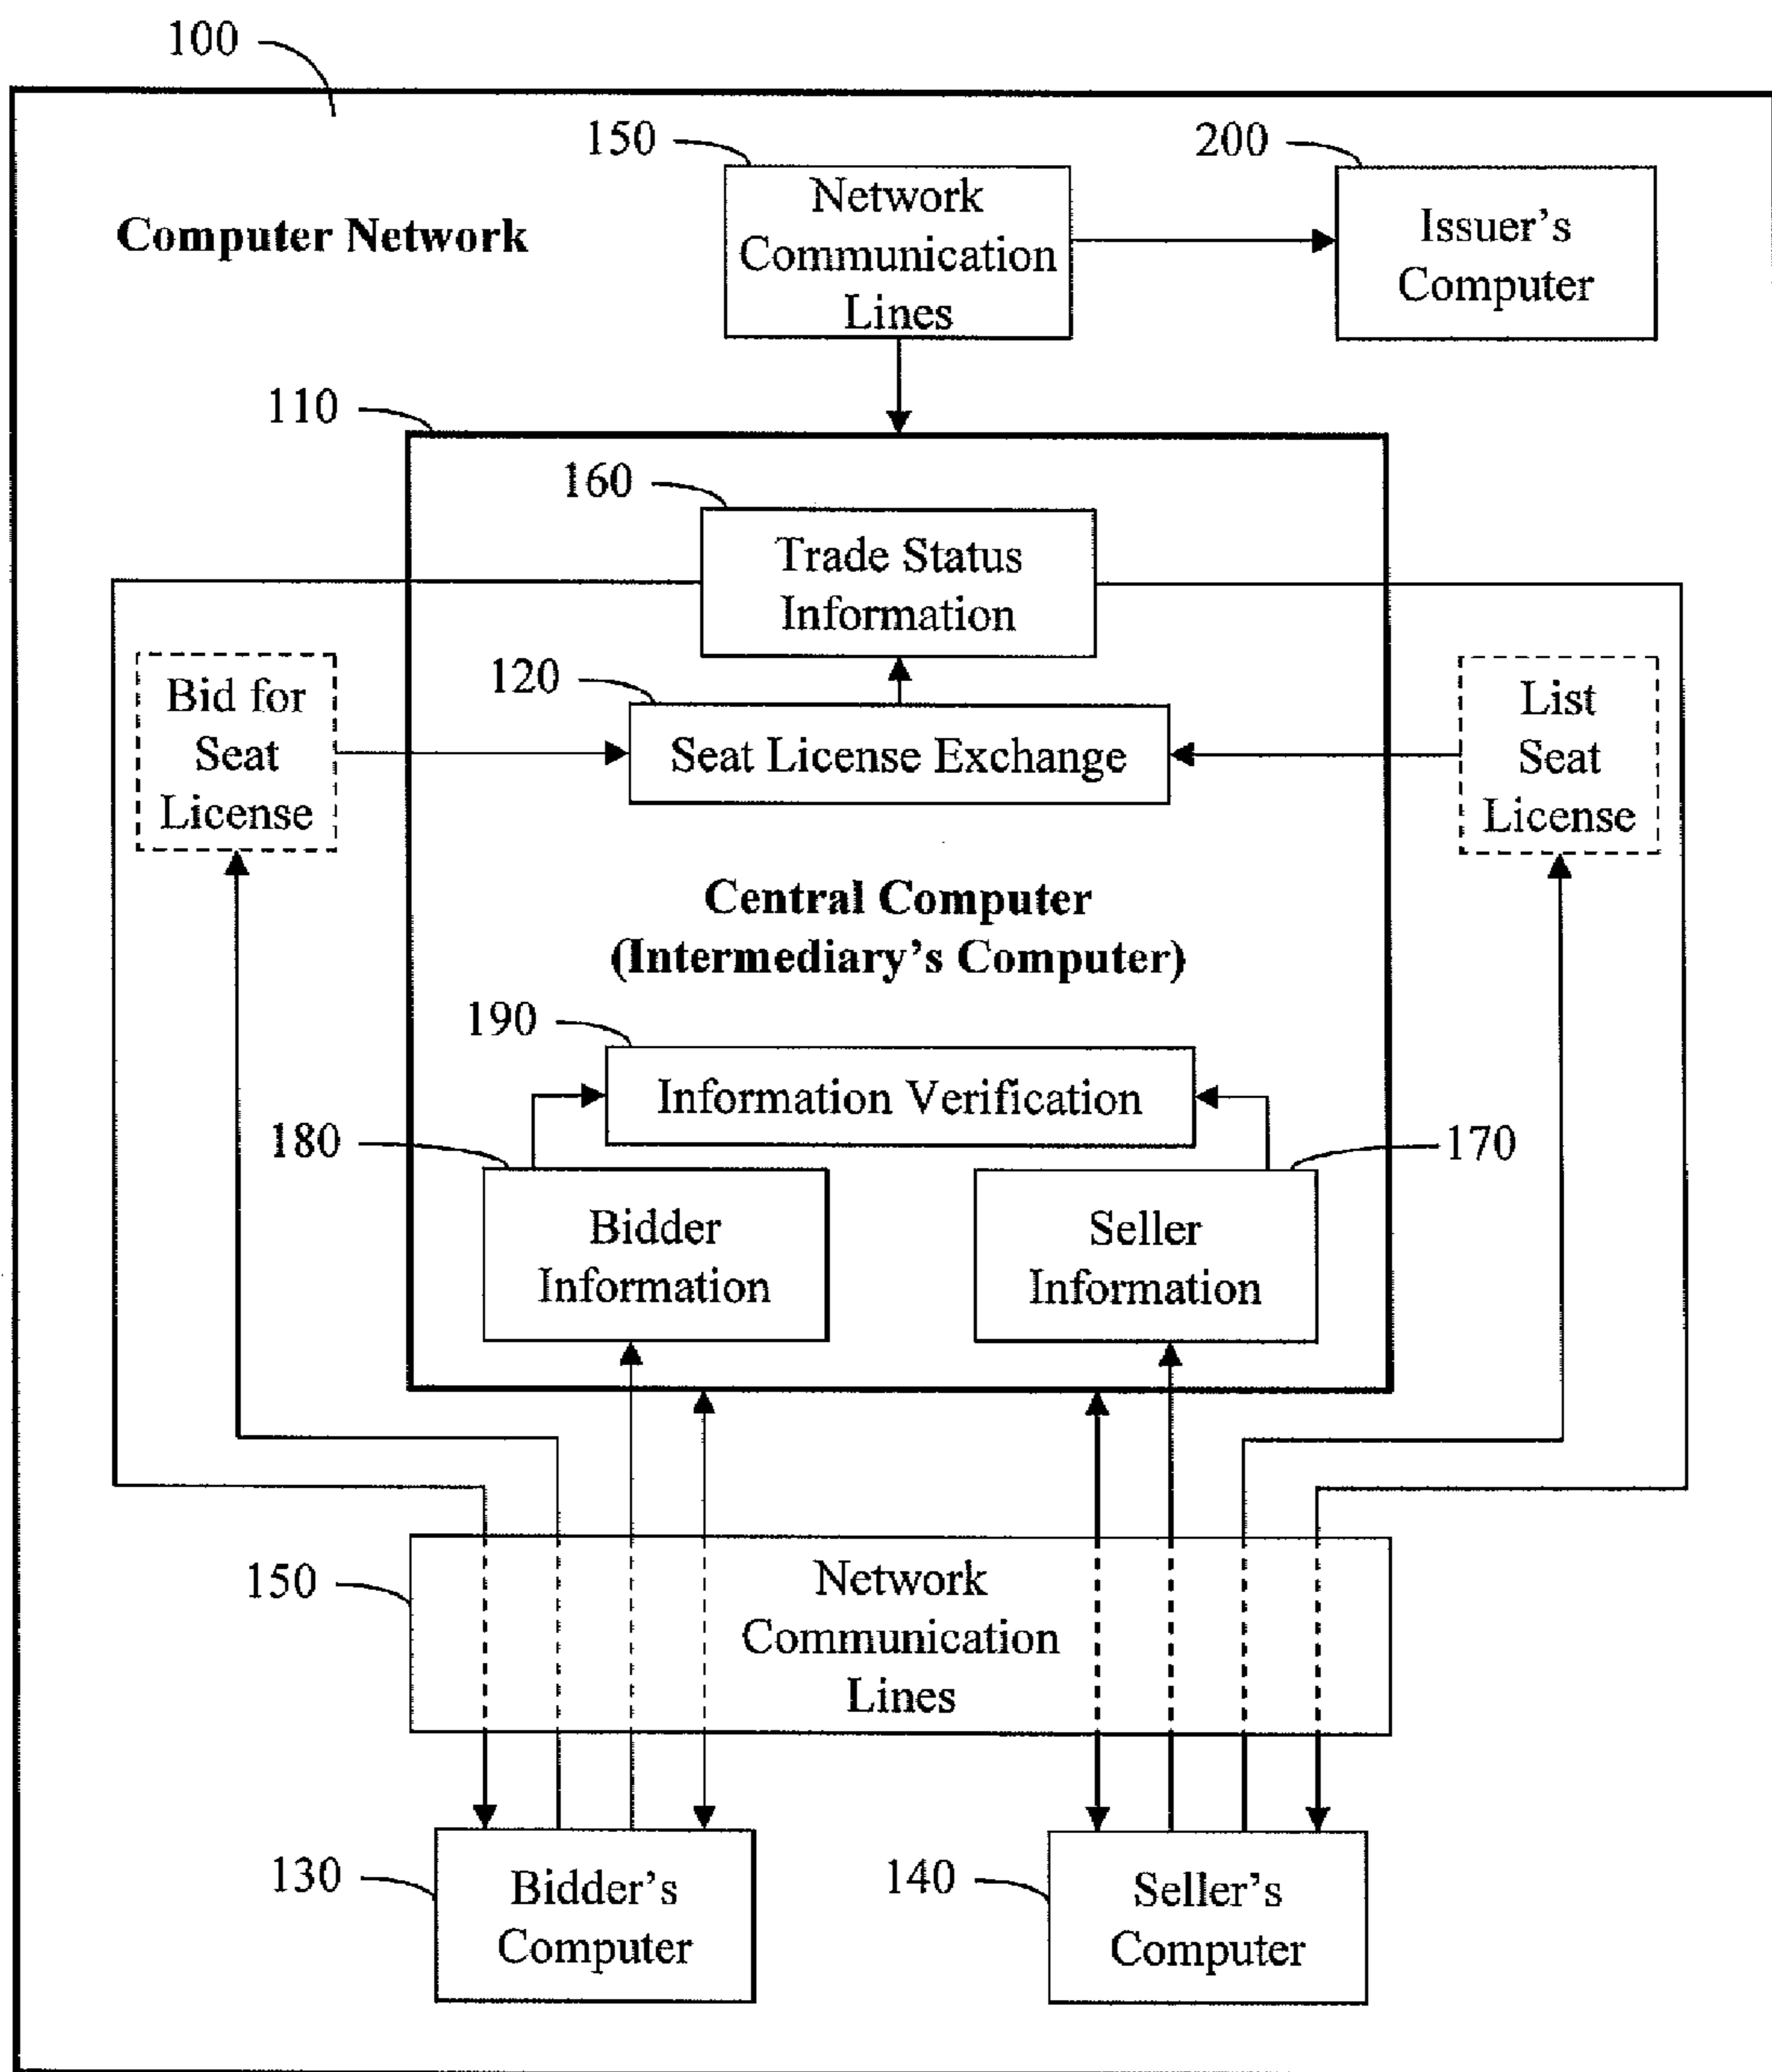 100
150
200
Computer Network
Network
Communication
Lines
Issuer's
Computer
110
160
Trade Status
Information
120
Bid for
Seat
License
Seat License Exchange
List
Seat
License
Central Computer
(Intermediary's Computer)
190
Information Verification
180
170
Bidder
Information
Seller
Information
150
Network
Communication
Lines
130
Bidder's
Computer
140
Seller's
Computer